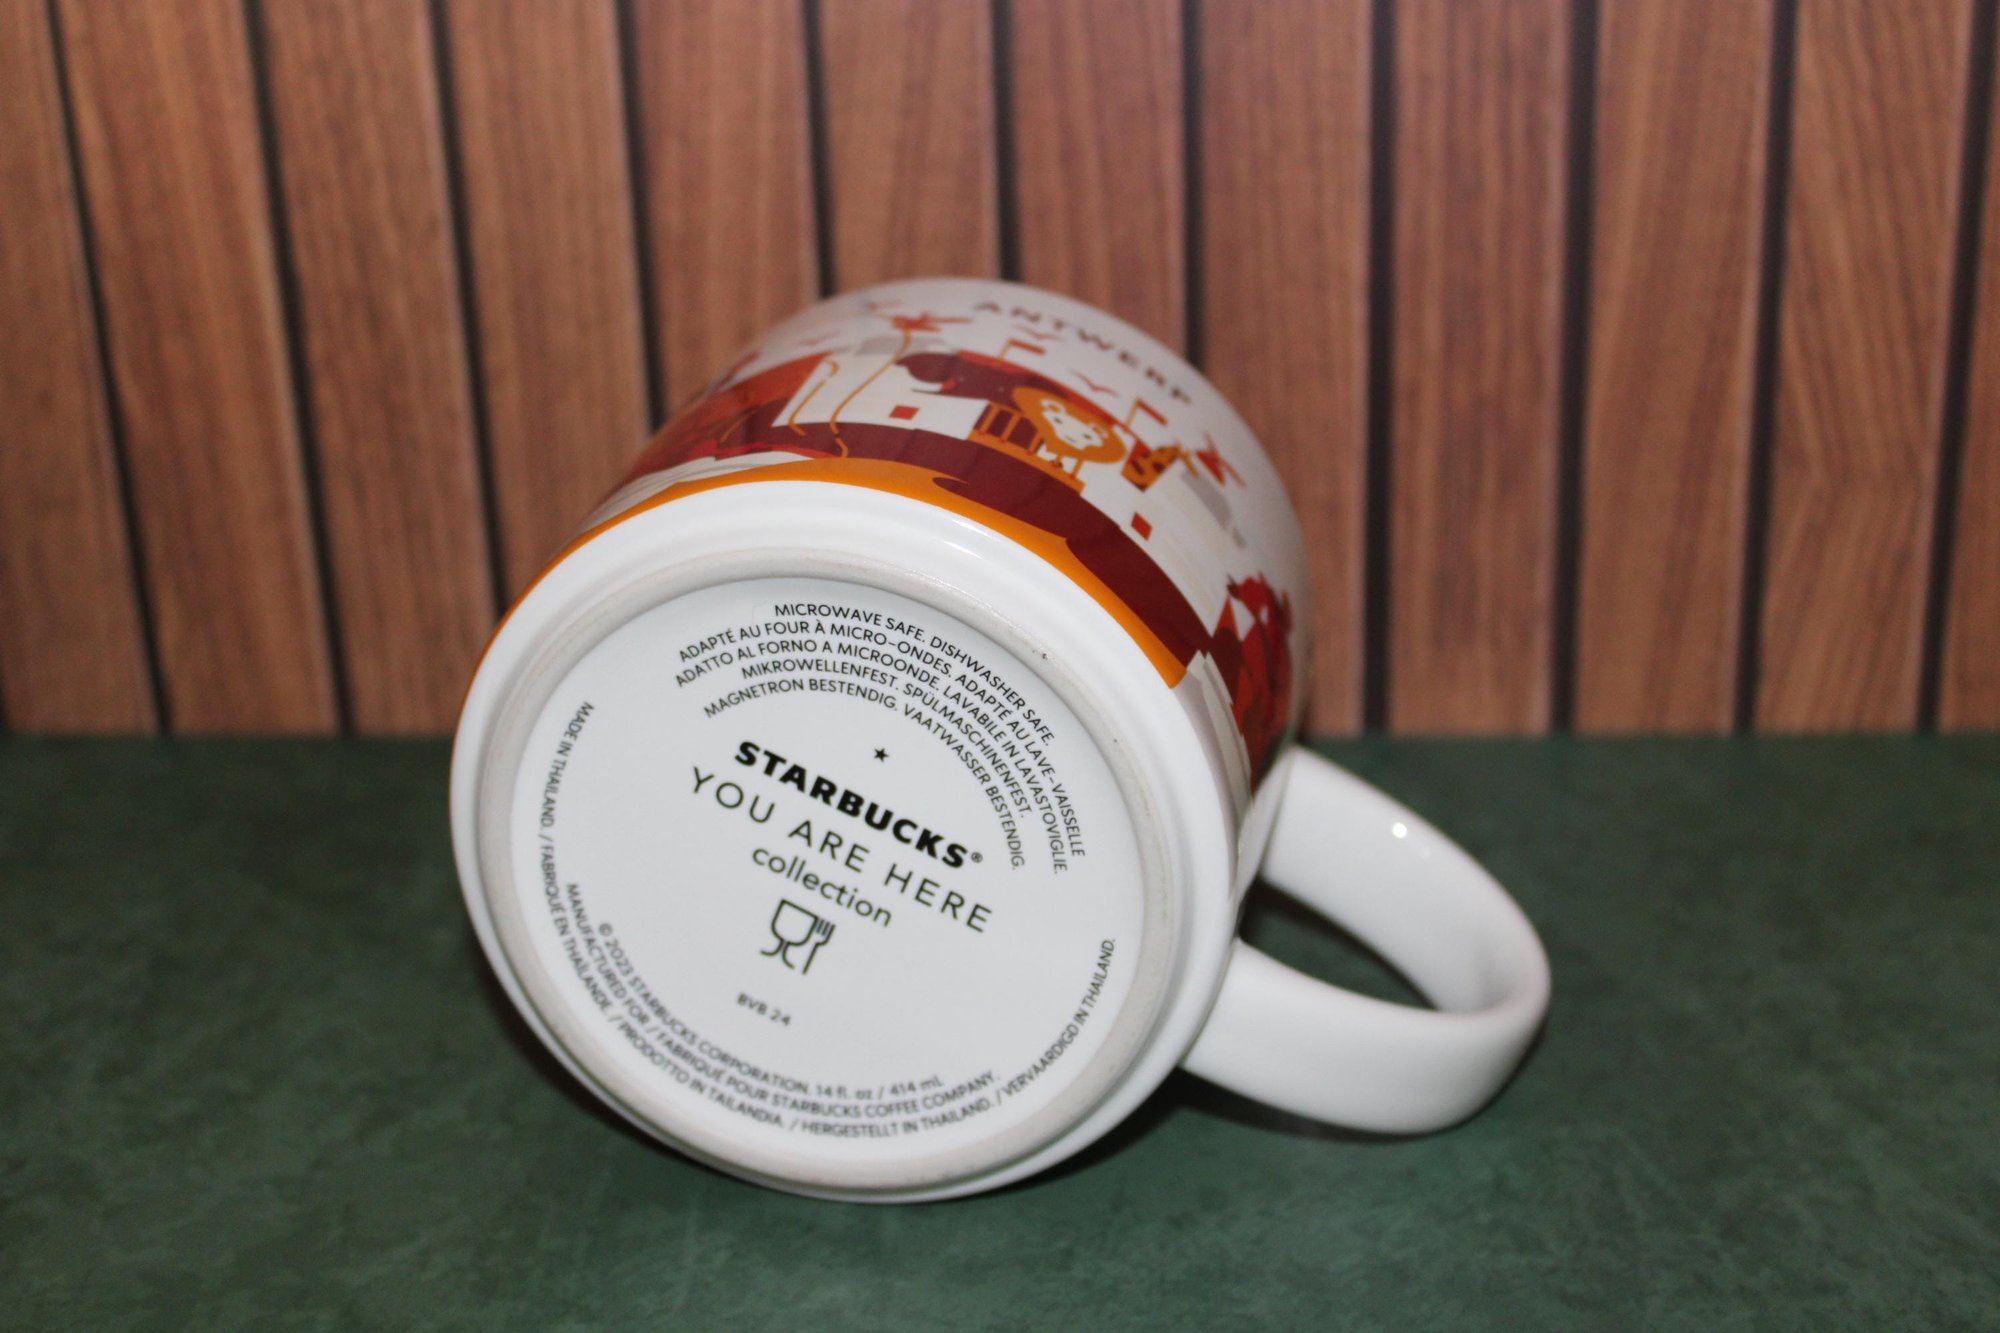 ANTWERP
MICROWAVE SAFE. DISHWASHER SAFE.
ADAPTÉ AU FOUR À MICRO-ONDES. ADAPTÉ AU LAVE-VAISSELLE
ADATTO AL FORNO A MICROONDE. LAVABILE IN LAVASTOVIGLIE.
MIKROWELLENFEST. SPÜLMASCHINENFEST.
MAGNETRON BESTENDIG. VAATWASSER BESTENDIG.
STARBUCKS®
YOU ARE HERE
collection
BVB 24
© 2023 STARBUCKS CORPORATION. 14 fl. oz / 414 mL
MANUFACTURED FOR / FABRIQUÉ POUR STARBUCKS COFFEE COMPANY.
MADE IN THAILAND. / FABRIQUÉ EN THAÏLANDE. / PRODOTTO IN TAILANDIA. / HERGESTELLT IN THAILAND. / VERVAARDIGD IN THAILAND.